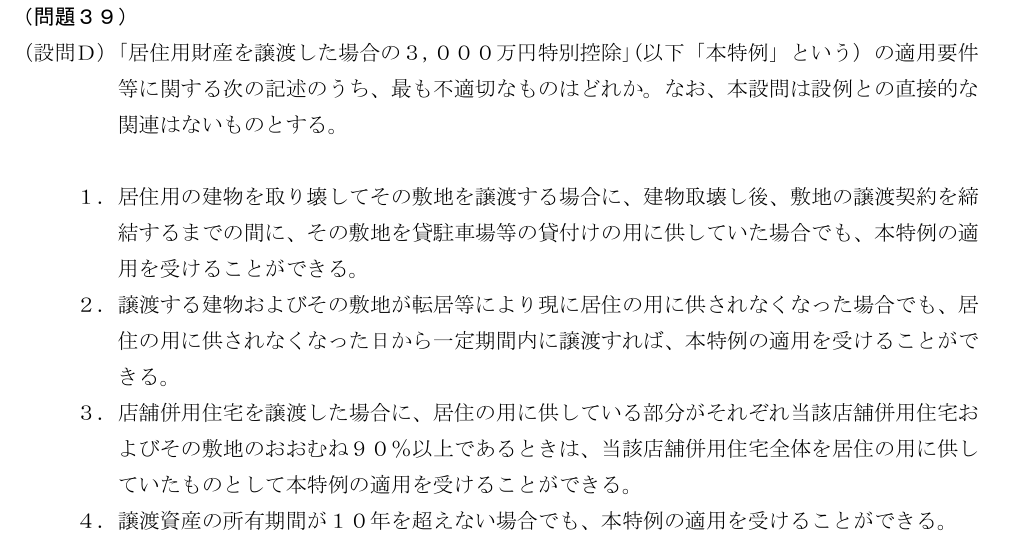 (問題39)
(設問D)「居住用財産を譲渡した場合の3,000万円特別控除」(以下「本特例」という)の適用要件
等に関する次の記述のうち、最も不適切なものはどれか。なお、本設問は設例との直接的な
関連はないものとする。
1.居住用の建物を取り壊してその敷地を譲渡する場合に、建物取壊し後、敷地の譲渡契約を締
結するまでの間に、その敷地を貸駐車場等の貸付けの用に供していた場合でも、本特例の適
用を受けることができる。
2.譲渡する建物およびその敷地が転居等により現に居住の用に供されなくなった場合でも、居
住の用に供されなくなった日から一定期間内に譲渡すれば、本特例の適用を受けることがで
きる。
3.店舗併用住宅を譲渡した場合に、居住の用に供している部分がそれぞれ当該店舗併用住宅お
よびその敷地のおおむね90%以上であるときは、当該店舗併用住宅全体を居住の用に供し
ていたものとして本特例の適用を受けることができる。
4.譲渡資産の所有期間が10年を超えない場合でも、本特例の適用を受けることができる。